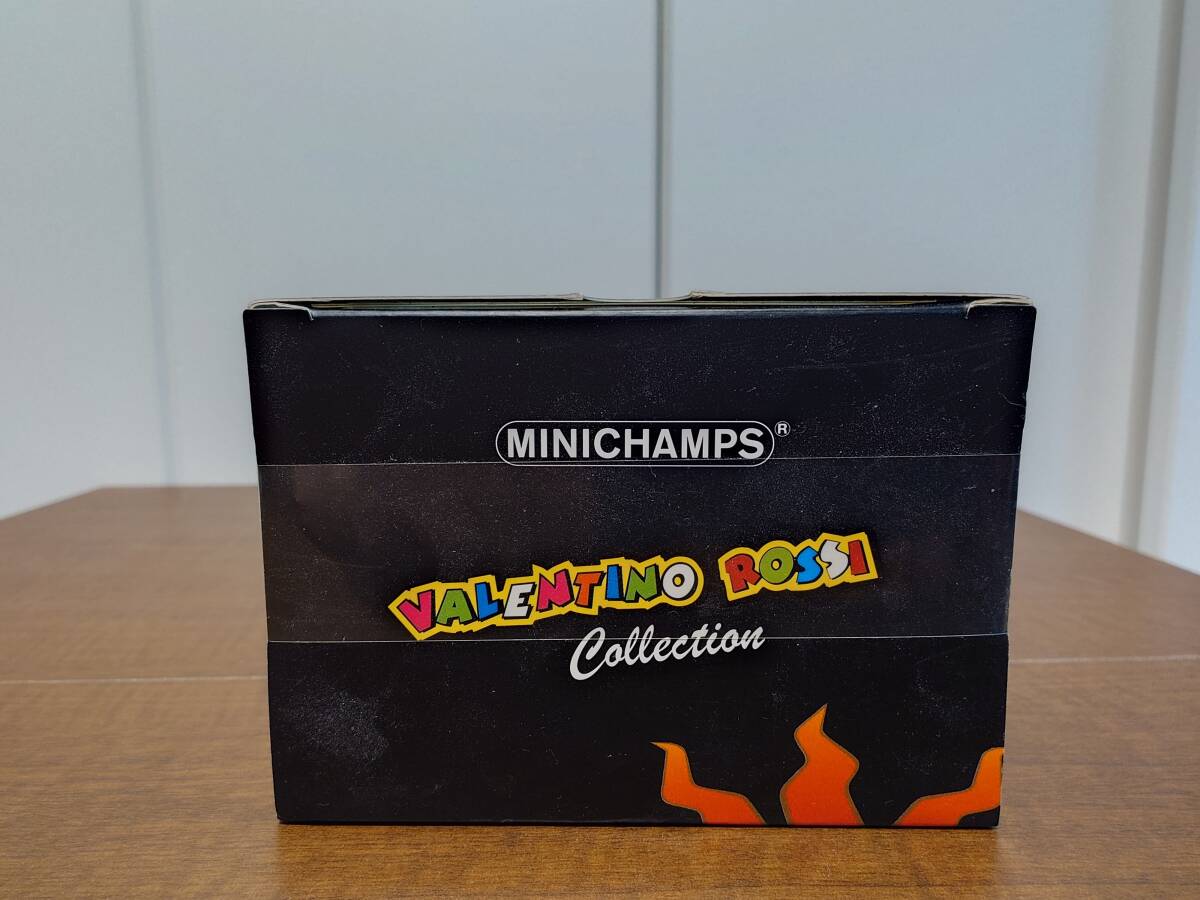 MINICHAMPS®
VALENTINO ROSSI
Collection